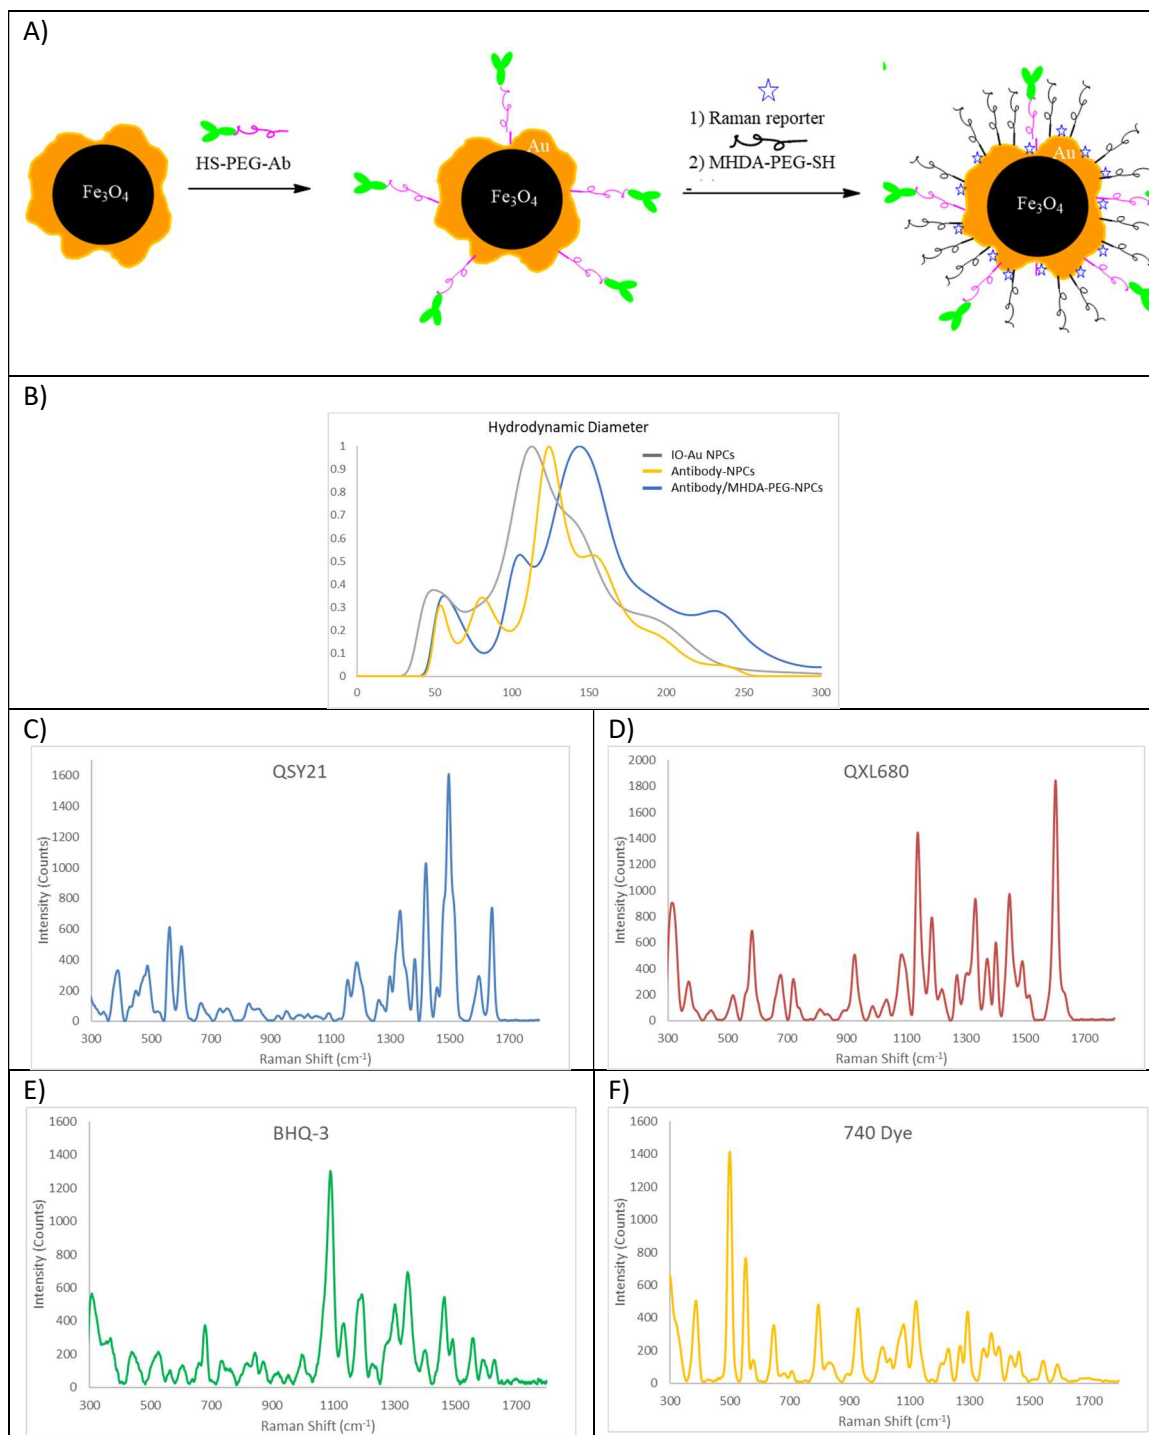 A)
Fe3O4
HS-PEG-Ab
Au
Fe3O4
1) Raman reporter
2) MHDA-PEG-SH
Au
Fe3O4
B)
Hydrodynamic Diameter
IO-Au NPCs
Antibody-NPCs
Antibody/MHDA-PEG-NPCs
1
0.9
0.8
0.7
0.6
0.5
0.4
0.3
0.2
0.1
0
0 50 100 150 200 250 300
C)
QSY21
Intensity (Counts)
1600
1400
1200
1000
800
600
400
200
0
300 500 700 900 1100 1300 1500 1700
Raman Shift (cm-1)
D)
QXL680
Intensity (Counts)
2000
1800
1600
1400
1200
1000
800
600
400
200
0
300 500 700 900 1100 1300 1500 1700
Raman Shift (cm-1)
E)
BHQ-3
Intensity (Counts)
1600
1400
1200
1000
800
600
400
200
0
300 500 700 900 1100 1300 1500 1700
Raman Shift (cm-1)
F)
740 Dye
Intensity (Counts)
1600
1400
1200
1000
800
600
400
200
0
300 500 700 900 1100 1300 1500 1700
Raman Shift (cm-1)